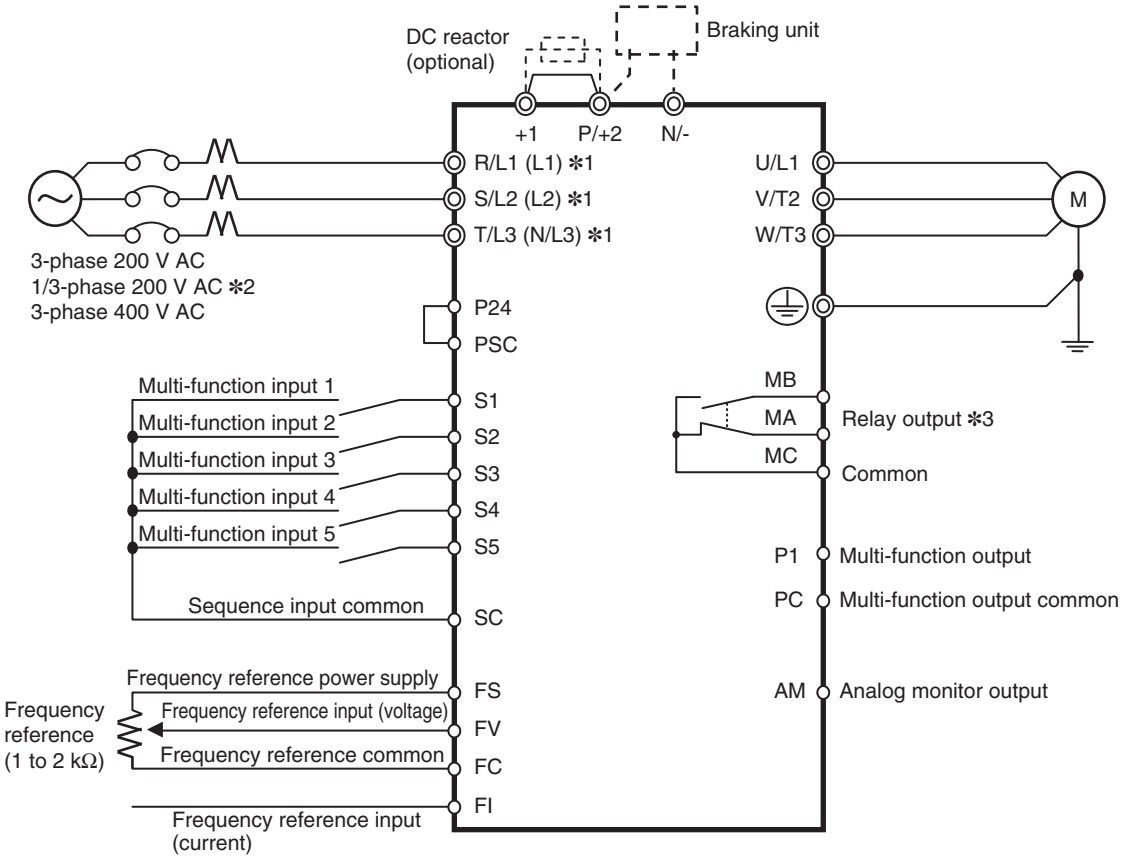 DC reactor
(optional)
Braking unit
+1
P/+2
N/-
R/L1 (L1) ✱1
S/L2 (L2) ✱1
T/L3 (N/L3) ✱1
U/L1
V/T2
W/T3
M
3-phase 200 V AC
1/3-phase 200 V AC ✱2
3-phase 400 V AC
P24
PSC
Multi-function input 1
S1
Multi-function input 2
S2
Multi-function input 3
S3
Multi-function input 4
S4
Multi-function input 5
S5
Sequence input common
SC
MB
MA
Relay output ✱3
MC
Common
P1
Multi-function output
PC
Multi-function output common
AM
Analog monitor output
Frequency reference power supply
FS
Frequency
reference
(1 to 2 kΩ)
Frequency reference input (voltage)
FV
Frequency reference common
FC
FI
Frequency reference input
(current)